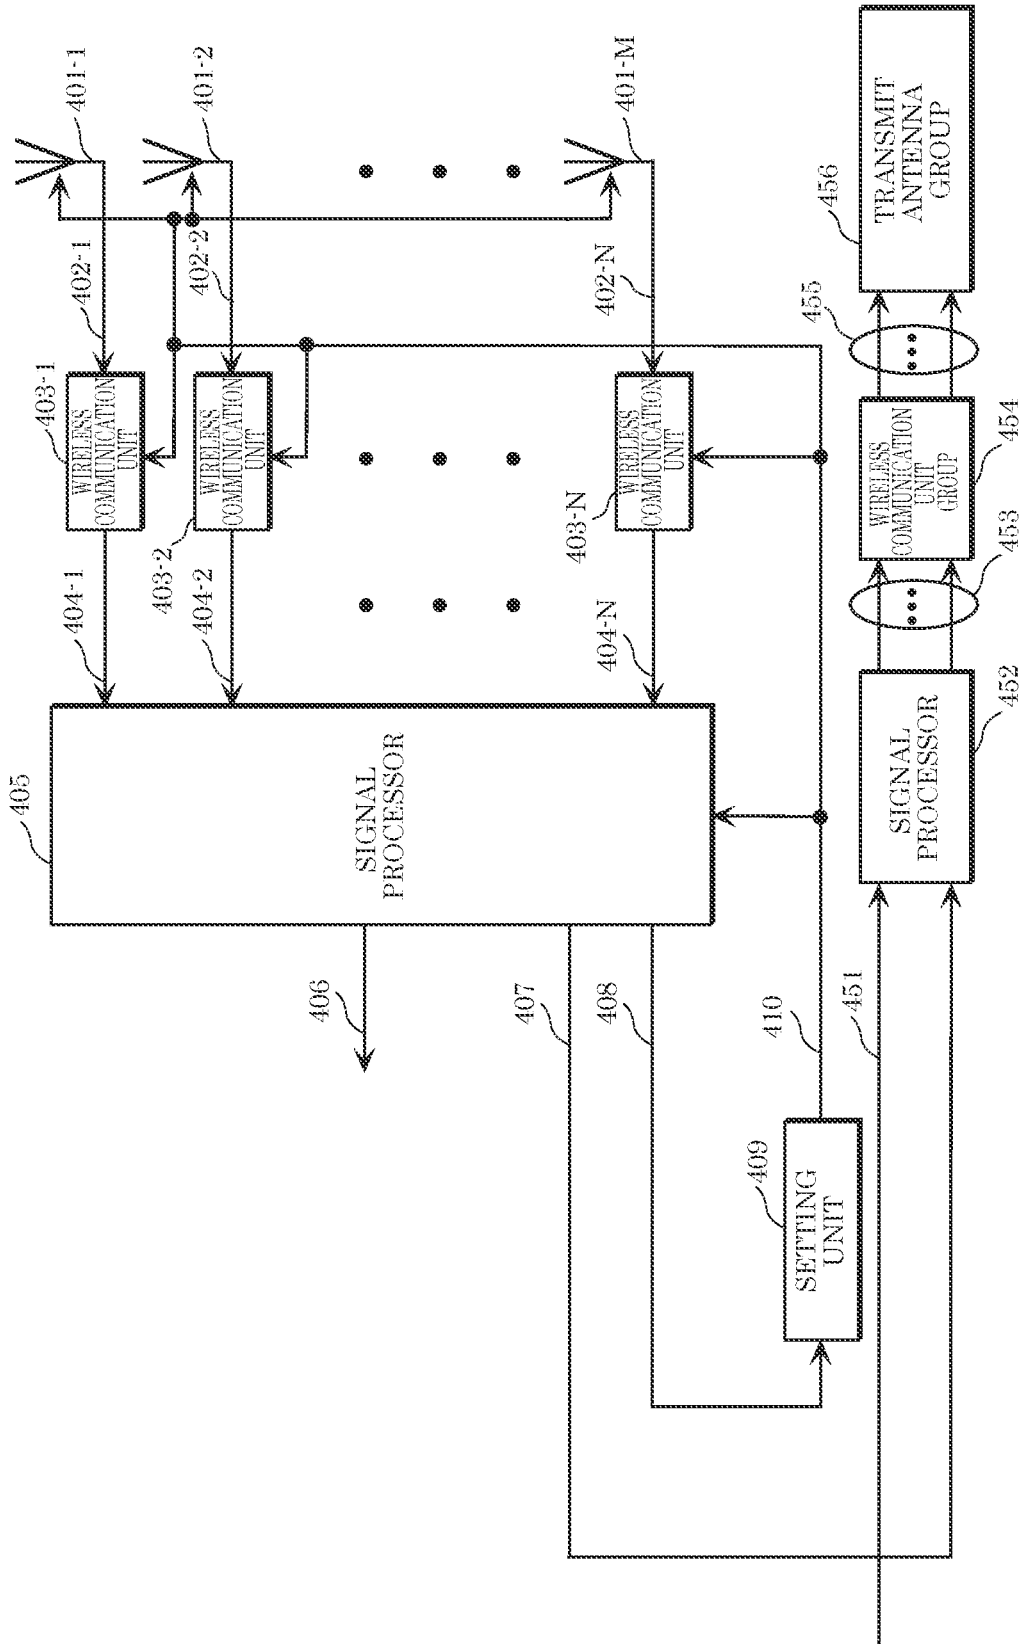 401-1
401-2
401-M
402-1
402-2
402-N
403-1
WIRELESS
COMMUNICATION
UNIT
403-2
WIRELESS
COMMUNICATION
UNIT
403-N
WIRELESS
COMMUNICATION
UNIT
404-1
404-2
404-N
405
SIGNAL
PROCESSOR
406
407
408
409
SETTING
UNIT
410
451
452
SIGNAL
PROCESSOR
453
454
WIRELESS
COMMUNICATION
UNIT
GROUP
455
456
TRANSMIT
ANTENNA
GROUP